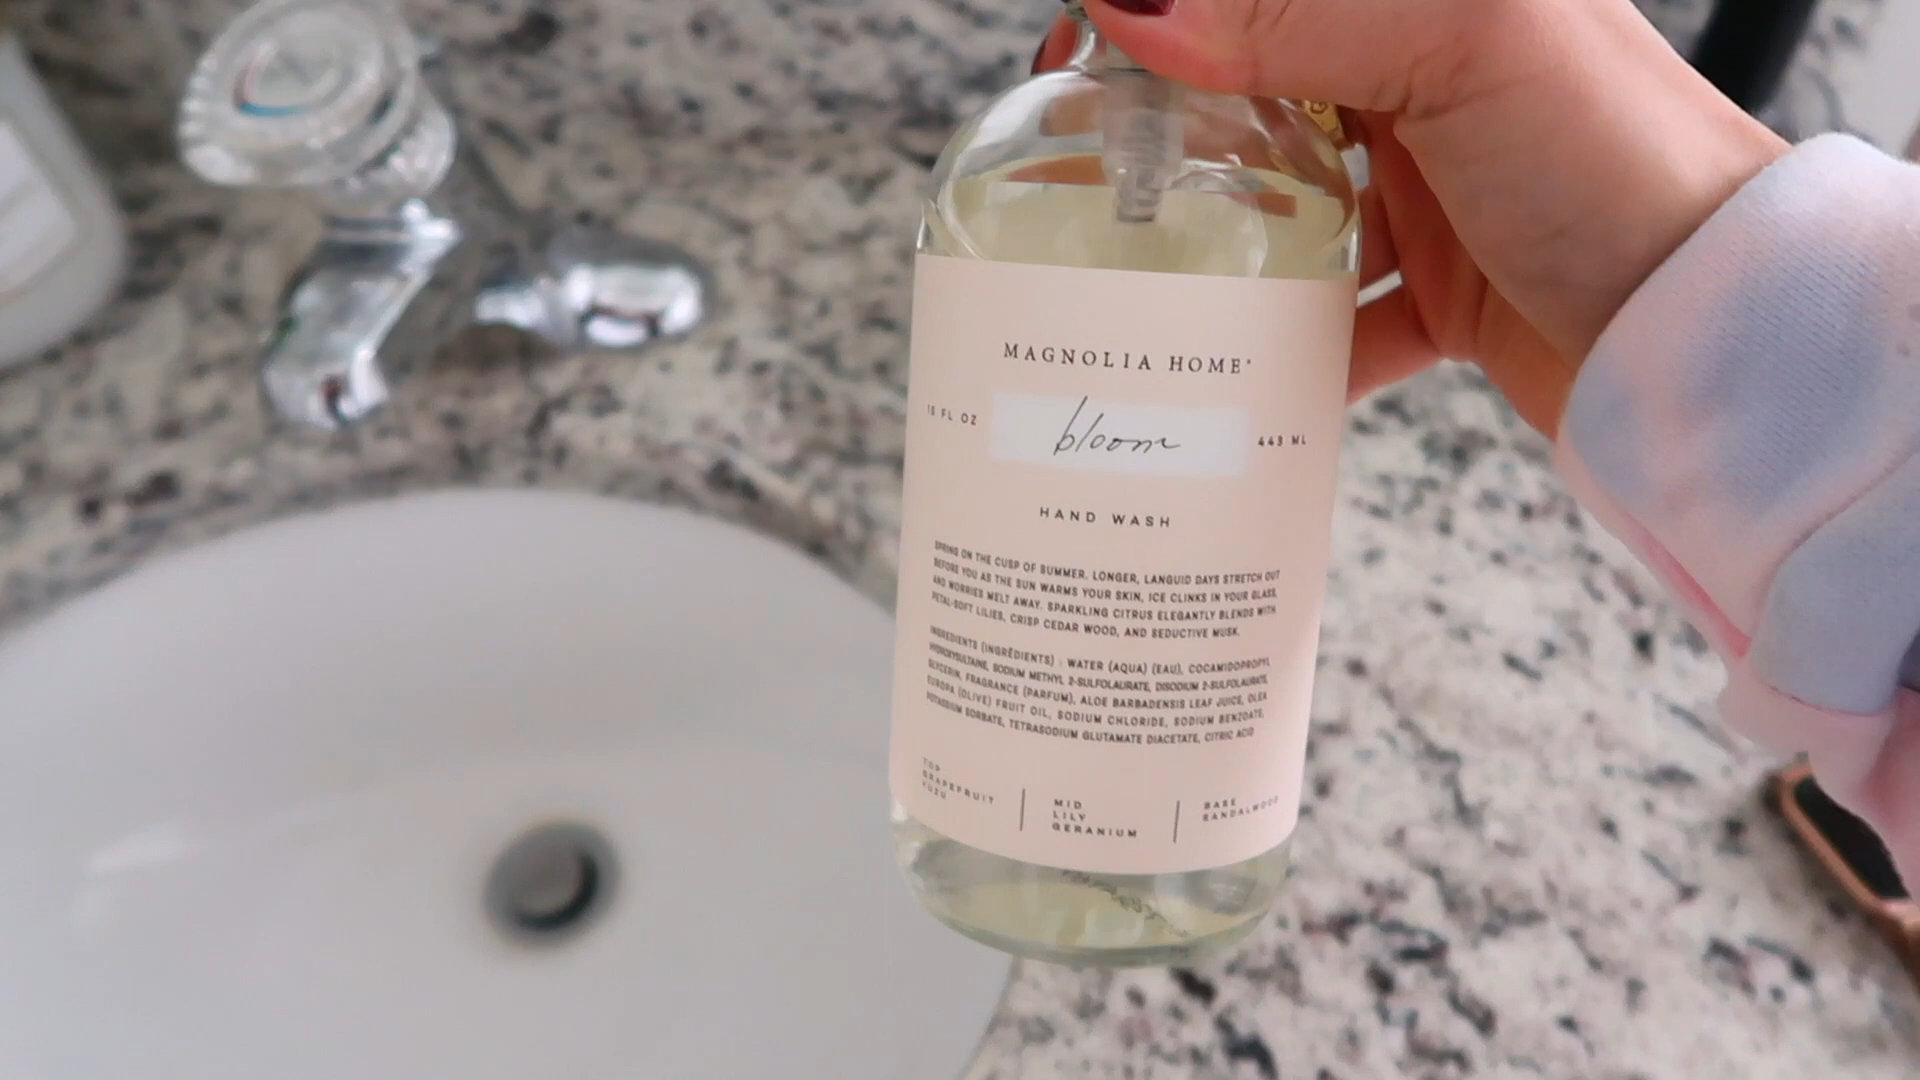 MAGNOLIA HOME®
15 FL OZ
bloom
443 ML
HAND WASH
SPRING ON THE CUSP OF SUMMER. LONGER, LANGUID DAYS STRETCH OUT
BEFORE YOU AS THE SUN WARMS YOUR SKIN, ICE CLINKS IN YOUR GLASS,
AND WORRIES MELT AWAY. SPARKLING CITRUS ELEGANTLY BLENDS WITH
PETAL-SOFT LILIES, CRISP CEDAR WOOD, AND SEDUCTIVE MUSK.
INGREDIENTS (INGRÉDIENTS) : WATER (AQUA) (EAU), COCAMIDOPROPYL
HYDROXYSULTAINE, SODIUM METHYL 2-SULFOLAURATE, DISODIUM 2-SULFOLAURATE,
GLYCERIN, FRAGRANCE (PARFUM), ALOE BARBADENSIS LEAF JUICE, OLEA
EUROPA (OLIVE) FRUIT OIL, SODIUM CHLORIDE, SODIUM BENZOATE,
POTASSIUM SORBATE, TETRASODIUM GLUTAMATE DIACETATE, CITRIC ACID
TOP
GRAPEFRUIT
YUZU
MID
LILY
GERANIUM
BASE
SANDALWOOD